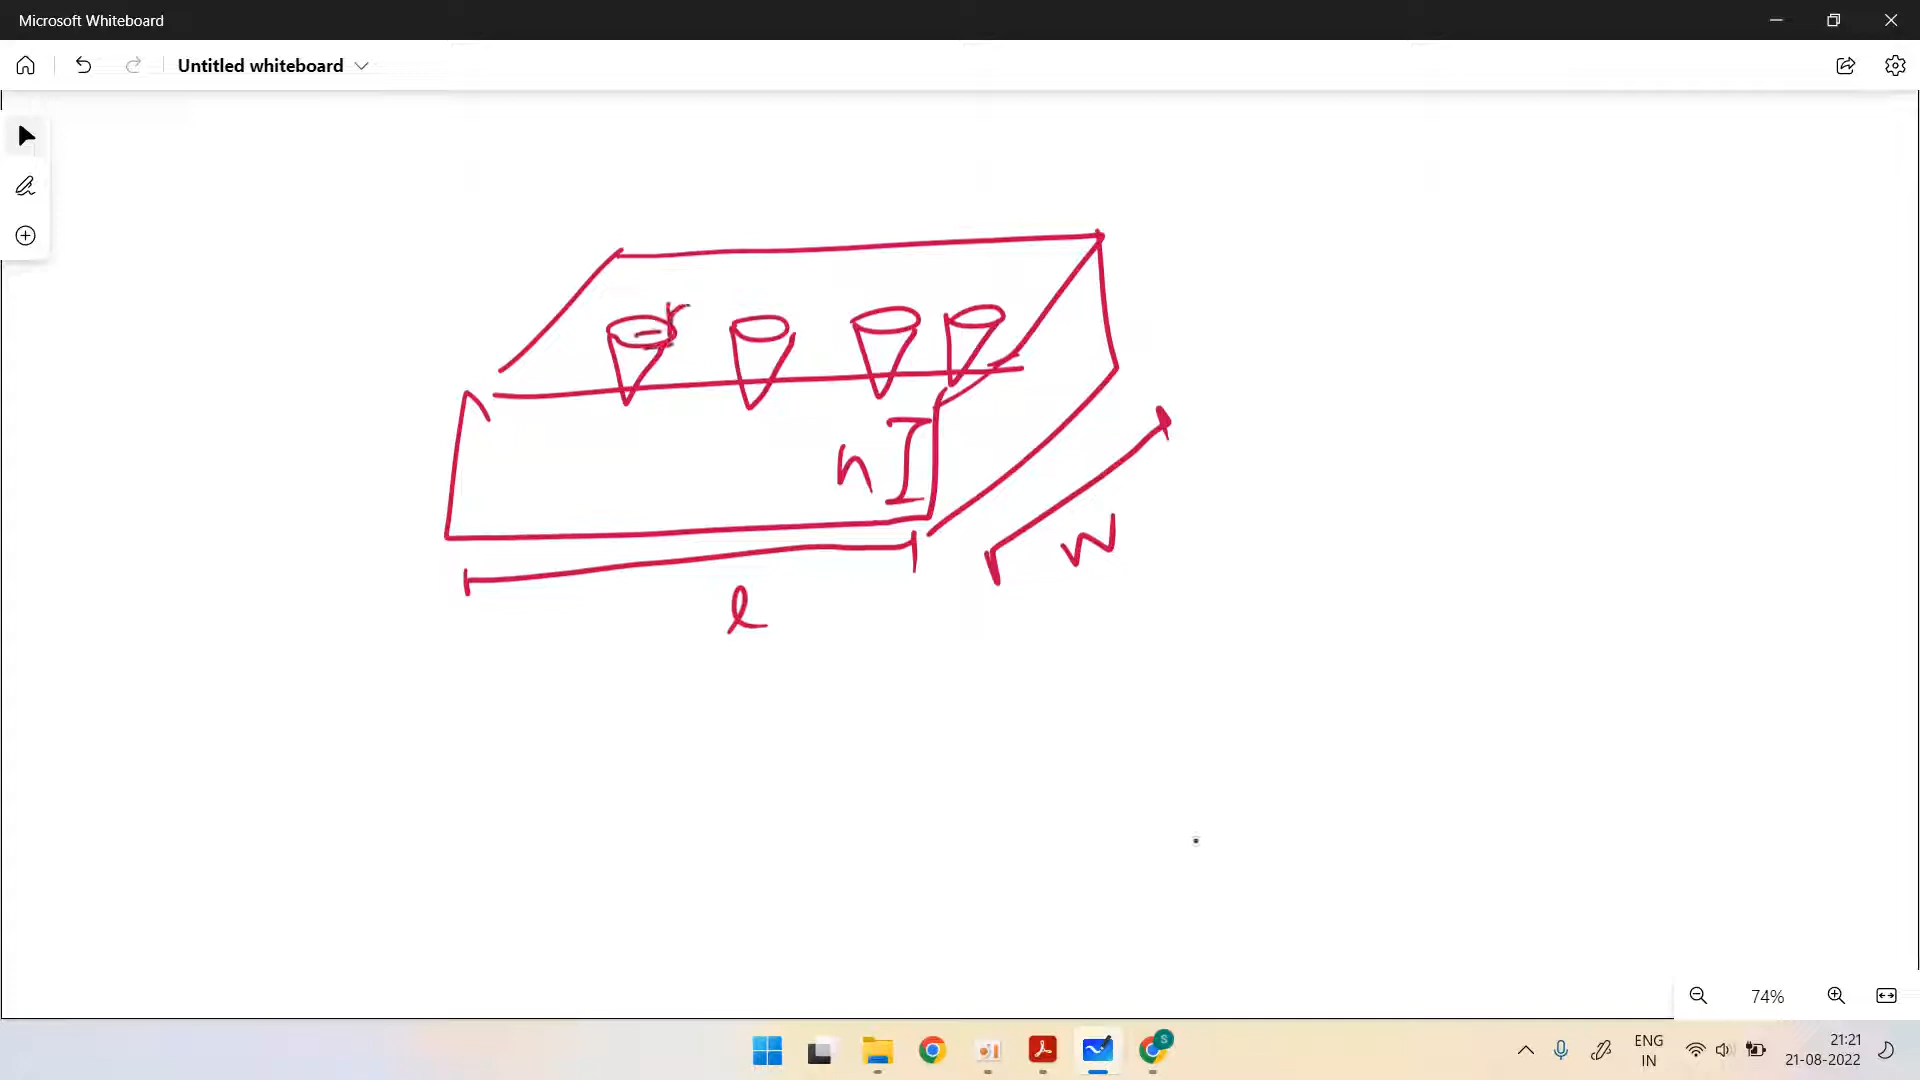 Microsoft Whiteboard
Untitled whiteboard
r
h
w
l
74%
S
ENG
IN
21:21
21-08-2022